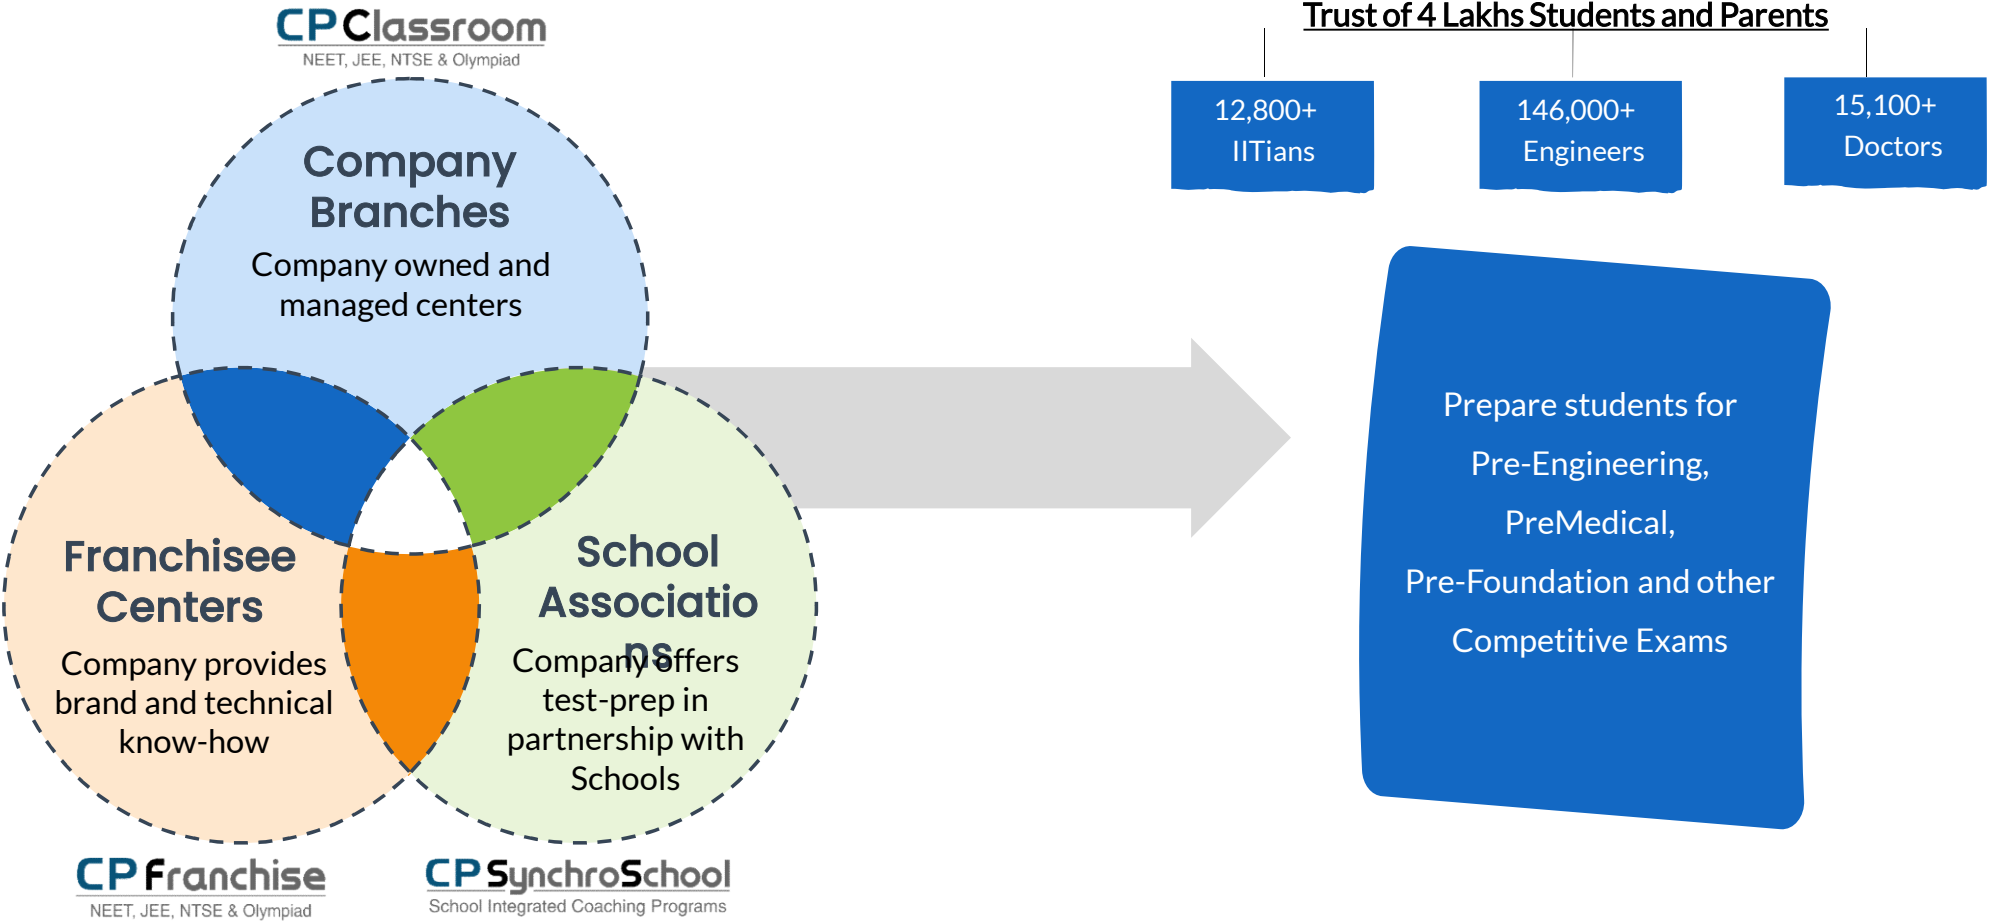 CP Classroom
NEET, JEE, NTSE & Olympiad
Company
Branches
Company owned and
managed centers
Franchisee
Centers
Company provides
brand and technical
know-how
School
Associatio
ns
Company offers
test-prep in
partnership with
Schools
CP Franchise
NEET, JEE, NTSE & Olympiad
CP SynchroSchool
School Integrated Coaching Programs
Trust of 4 Lakhs Students and Parents
12,800+
IITians
146,000+
Engineers
15,100+
Doctors
Prepare students for
Pre-Engineering,
PreMedical,
Pre-Foundation and other
Competitive Exams